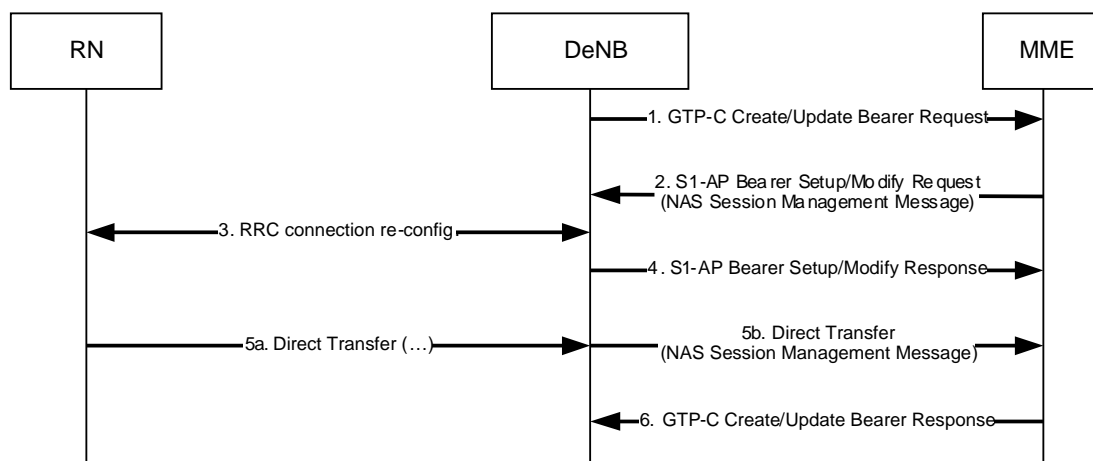 RN
DeNB
MME
1. GTP-C Create/Update Bearer Request
2. S1-AP Bearer Setup/Modify Request
(NAS Session Management Message)
3. RRC connection re-config.
4. S1-AP Bearer Setup/Modify Response
5a. Direct Transfer (…)
5b. Direct Transfer
(NAS Session Management Message)
6. GTP-C Create/Update Bearer Response